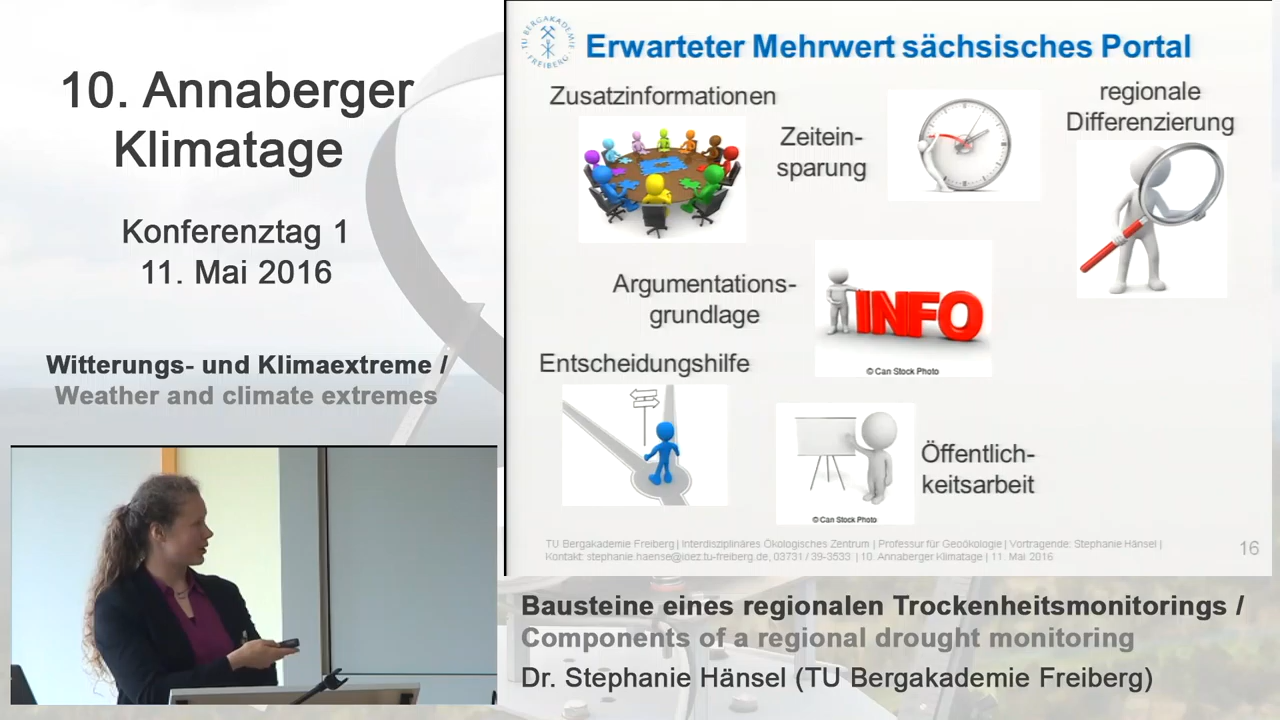 10. Annaberger
Klimatage
Konferenztag 1
11. Mai 2016
Witterungs- und Klimaextreme /
Weather and climate extremes
TU BERGAKADEMIE
FREIBERG
Erwarteter Mehrwert sächsisches Portal
Zusatzinformationen
Zeitein-
sparung
regionale
Differenzierung
Argumentations-
grundlage
INFO
© Can Stock Photo
Entscheidungshilfe
Öffentlich-
keitsarbeit
© Can Stock Photo
TU Bergakademie Freiberg | Interdisziplinäres Ökologisches Zentrum | Professur für Geoökologie | Vortragende: Stephanie Hänsel |
Kontakt: stephanie.haensel@ioez.tu-freiberg.de, 03731 / 39-3533 | 10. Annaberger Klimatage | 11. Mai 2016
16
Bausteine eines regionalen Trockenheitsmonitorings /
Components of a regional drought monitoring
Dr. Stephanie Hänsel (TU Bergakademie Freiberg)